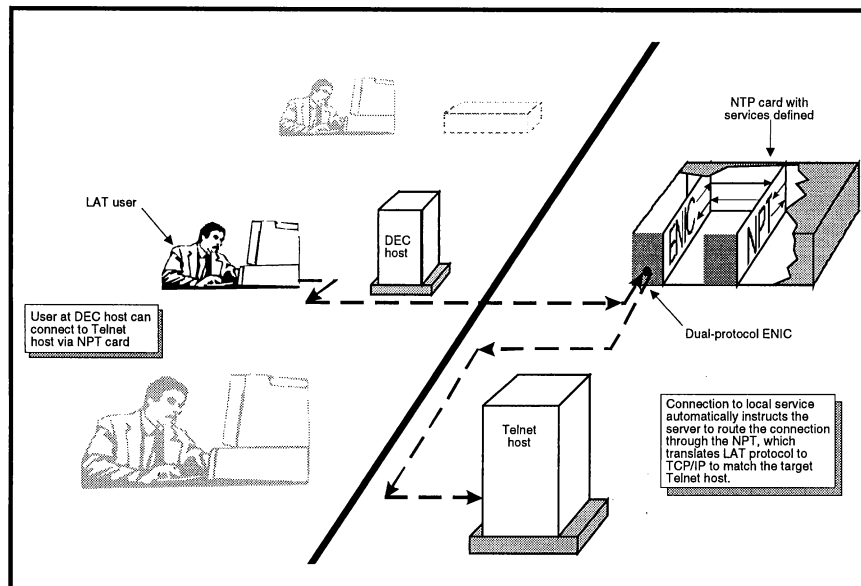 NTP card with
services defined
LAT user
DEC
host
ENIC
NPT
User at DEC host can
connect to Telnet
host via NPT card
Dual-protocol ENIC
Telnet
host
Connection to local service
automatically instructs the
server to route the connection
through the NPT, which
translates LAT protocol to
TCP/IP to match the target
Telnet host.